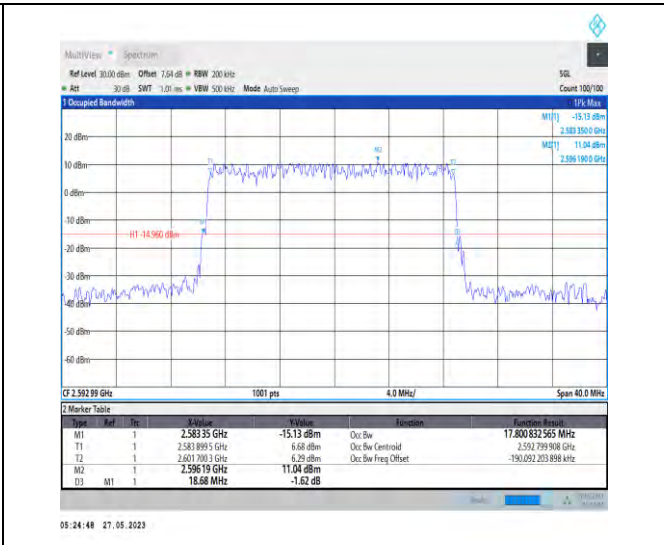 MultiView Spectrum
Ref Level 30.00 dBm Offset 7.64 dB RBW 200 kHz SGL
Att 30 dB SWT 1.01 ms VBW 500 kHz Mode Auto Sweep Count 100/100
1 Occupied Bandwidth 1Pk Max
M1[1] -15.13 dBm
2.583 350 0 GHz
20 dBm M2[1] 11.04 dBm
2.596 190 0 GHz
M2
10 dBm T1
0 dBm
-10 dBm
H1 -14.960 dBm
-20 dBm
-30 dBm
-40 dBm
-50 dBm
-60 dBm
CF 2.592 99 GHz 1001 pts 4.0 MHz/ Span 40.0 MHz
2 Marker Table
Type Ref Trc X-Value Y-Value Function Function Result
M1 1 2.583 35 GHz -15.13 dBm Occ Bw 17.800 832 565 MHz
T1 1 2.583 899 5 GHz 6.68 dBm Occ Bw Centroid 2.592 799 908 GHz
T2 1 2.601 700 3 GHz 6.29 dBm Occ Bw Freq Offset -190.092 203 898 kHz
M2 1 2.596 19 GHz 11.04 dBm
D3 M1 1 18.68 MHz -1.62 dB
05:24:48 27.05.2023